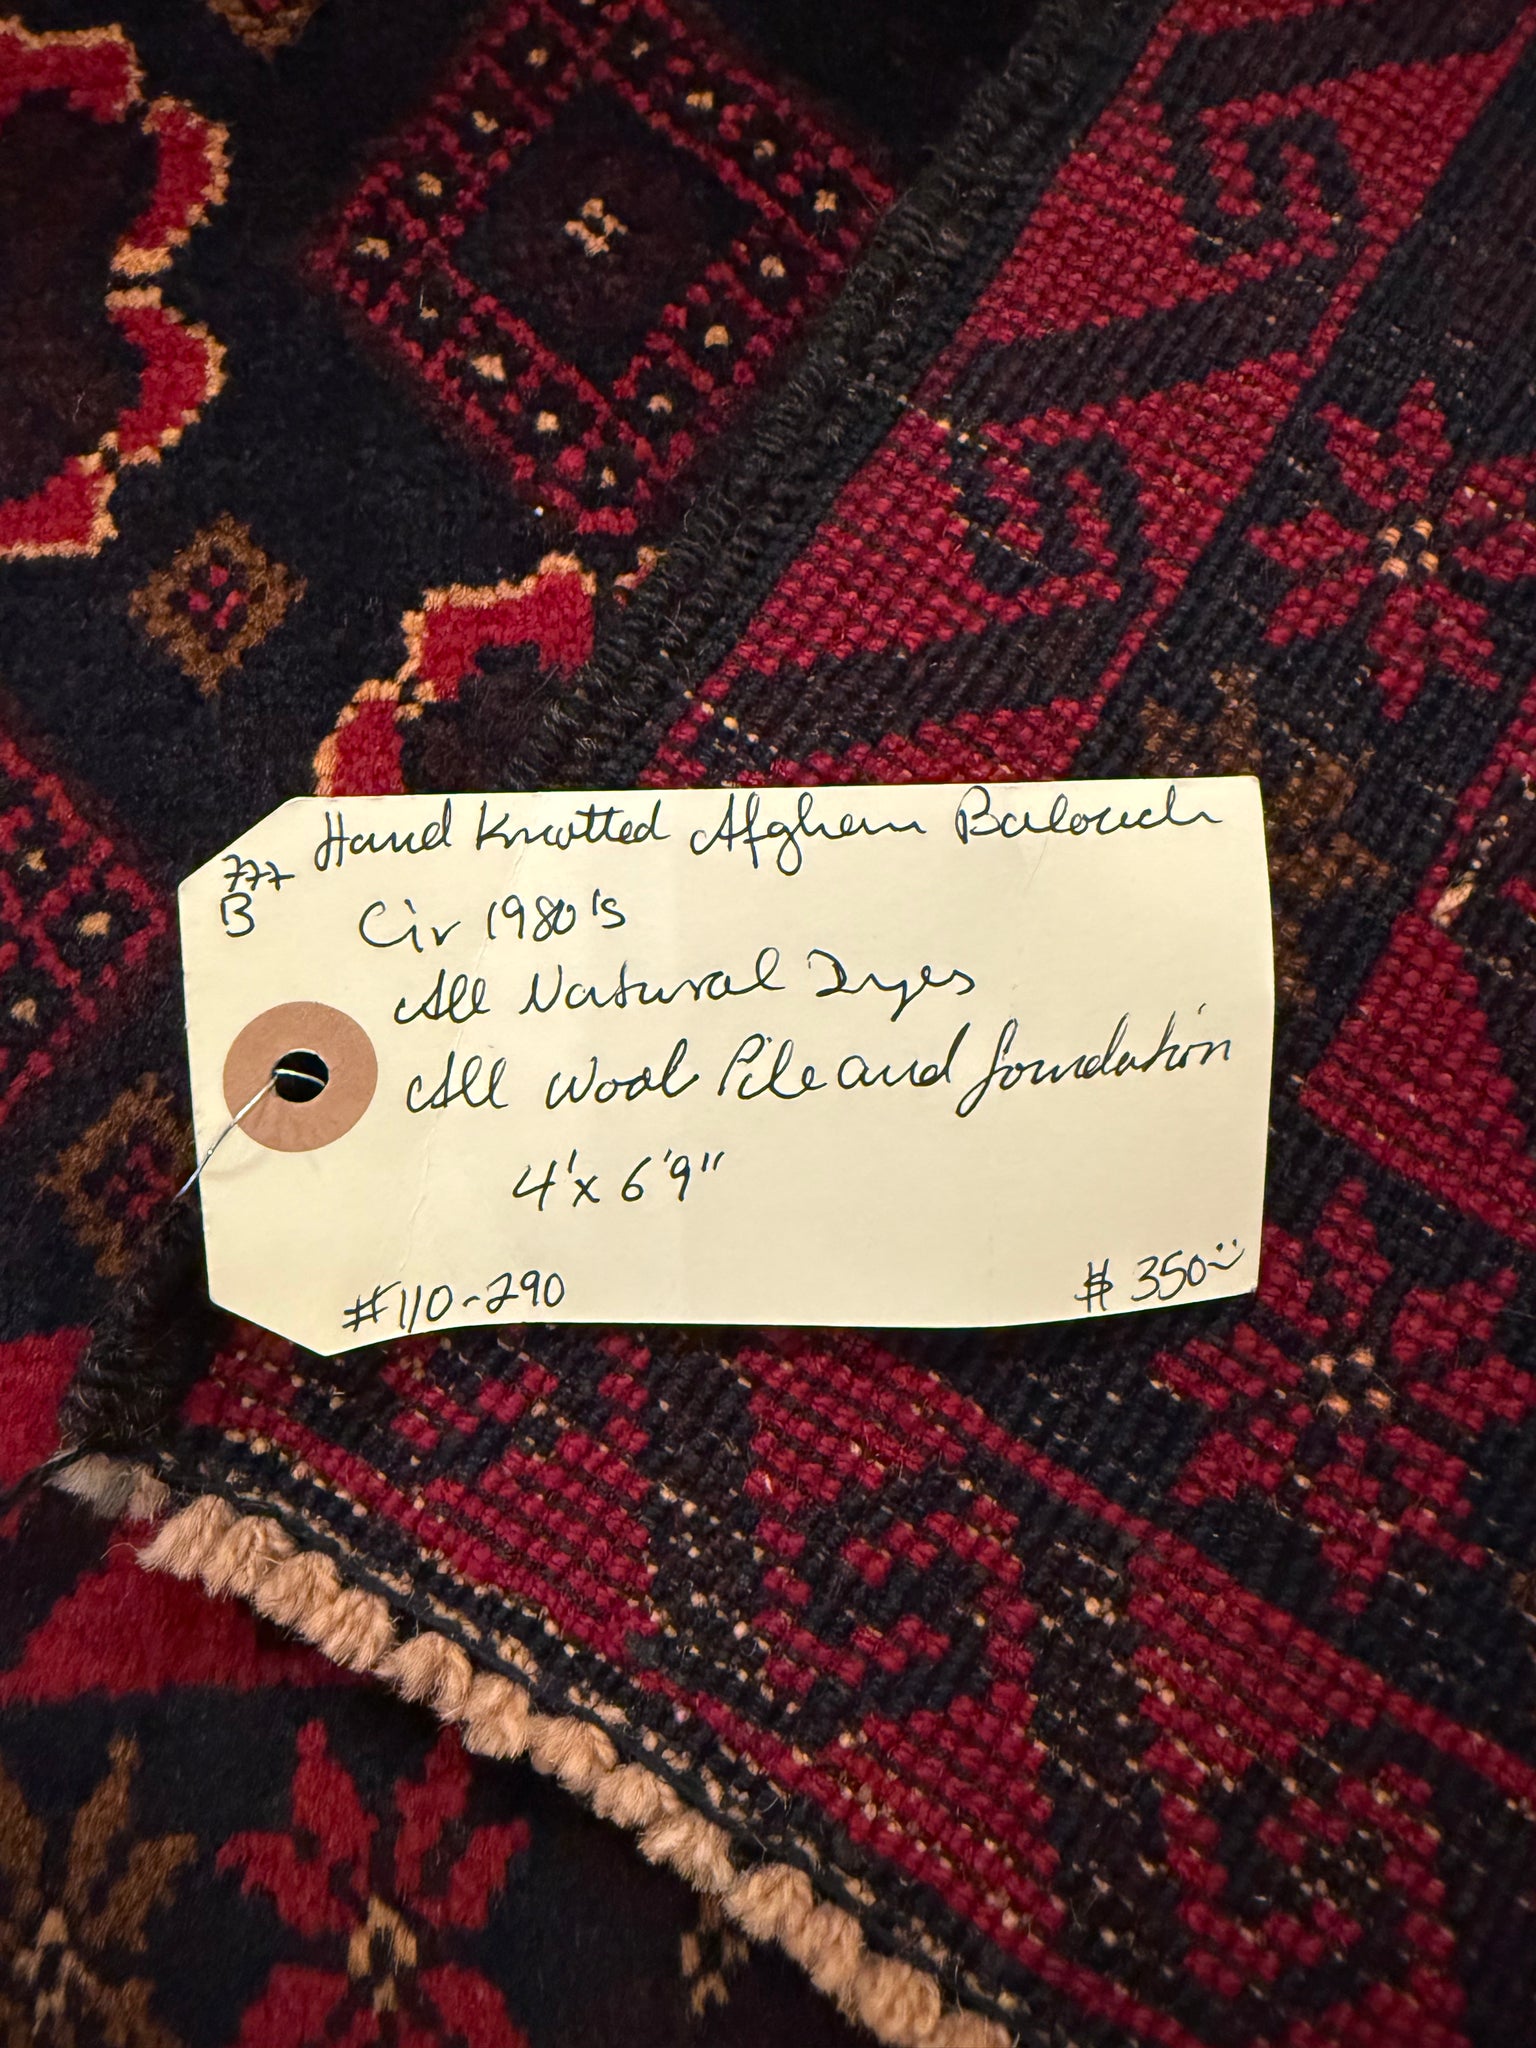 Hand Knotted Afghan Balouch
777
B
Cir 1980's
All Natural Dyes
All wool Pile and foundation
4' x 6'9"
#110-290
$ 350